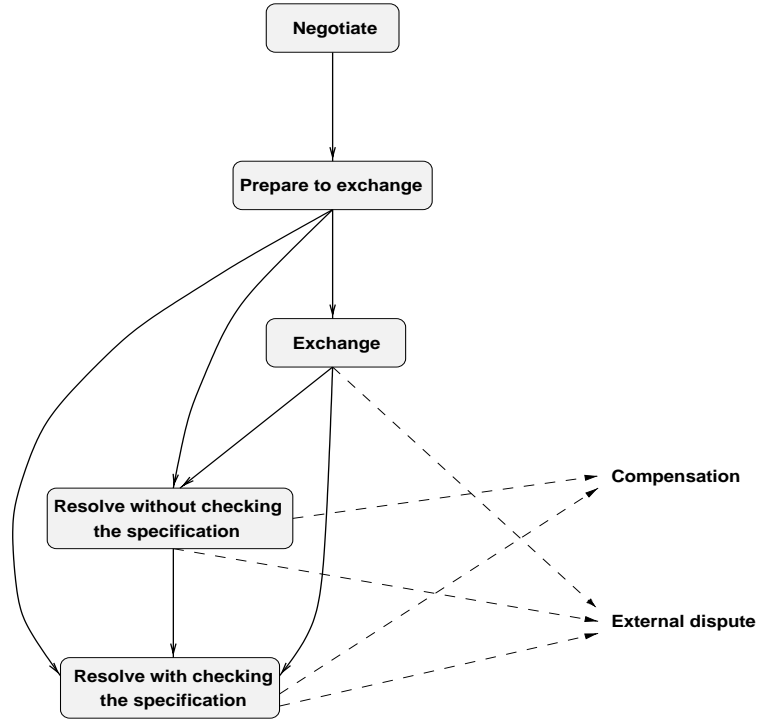 Negotiate
Prepare to exchange
Exchange
Compensation
Resolve without checking
the specification
External dispute
Resolve with checking
the specification